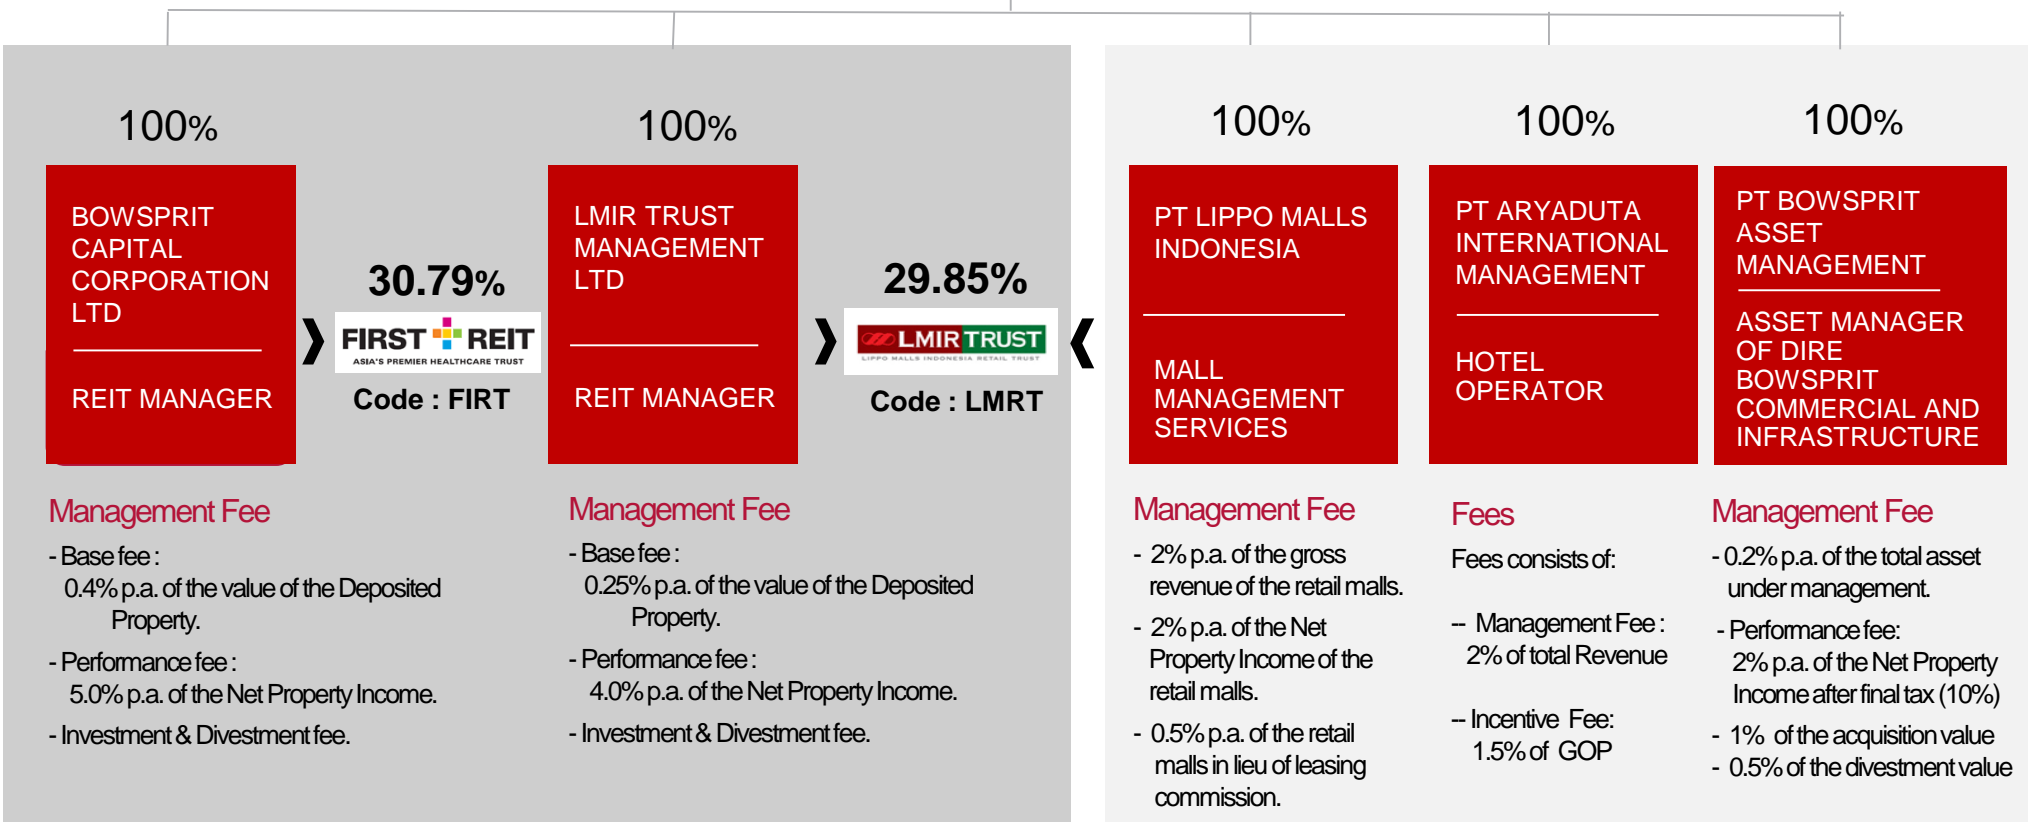 100%
BOWSPRIT
CAPITAL
CORPORATION
LTD
REIT MANAGER
30.79%
FIRST REIT
ASIA'S PREMIER HEALTHCARE TRUST
Code : FIRT
Management Fee
- Base fee :
0.4% p.a. of the value of the Deposited
Property.
- Performance fee :
5.0% p.a. of the Net Property Income.
- Investment & Divestment fee.
100%
LMIR TRUST
MANAGEMENT
LTD
REIT MANAGER
29.85%
LMIR TRUST
LIPPO MALLS INDONESIA RETAIL TRUST
Code : LMRT
Management Fee
- Base fee :
0.25% p.a. of the value of the Deposited
Property.
- Performance fee :
4.0% p.a. of the Net Property Income.
- Investment & Divestment fee.
100%
PT LIPPO MALLS
INDONESIA
MALL
MANAGEMENT
SERVICES
Management Fee
- 2% p.a. of the gross
revenue of the retail malls.
- 2% p.a. of the Net
Property Income of the
retail malls.
- 0.5% p.a. of the retail
malls in lieu of leasing
commission.
100%
PT ARYADUTA
INTERNATIONAL
MANAGEMENT
HOTEL
OPERATOR
Fees
Fees consists of:
-- Management Fee :
2% of total Revenue
-- Incentive Fee:
1.5% of GOP
100%
PT BOWSPRIT
ASSET
MANAGEMENT
ASSET MANAGER
OF DIRE
BOWSPRIT
COMMERCIAL AND
INFRASTRUCTURE
Management Fee
- 0.2% p.a. of the total asset
under management.
- Performance fee:
2% p.a. of the Net Property
Income after final tax (10%)
- 1% of the acquisition value
- 0.5% of the divestment value